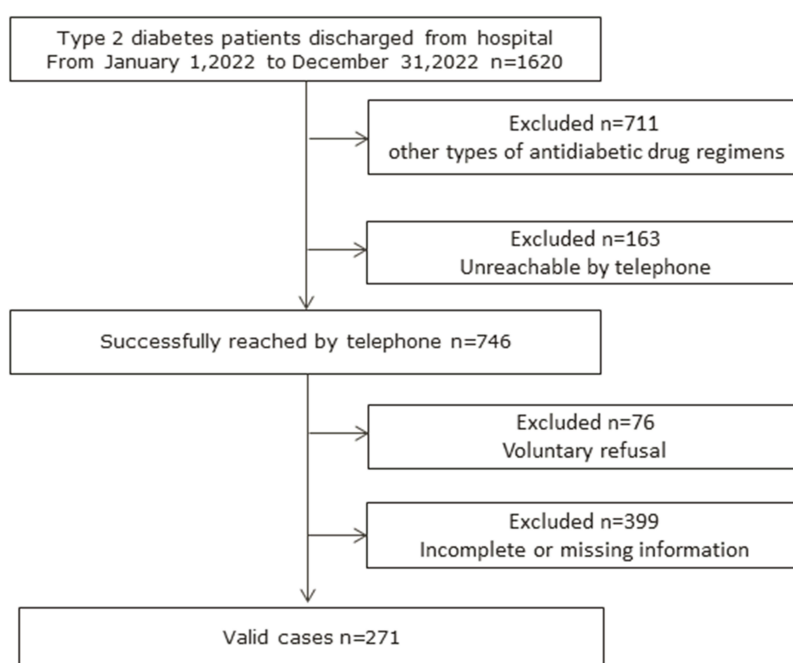 Type 2 diabetes patients discharged from hospital
From January 1,2022 to December 31,2022 n=1620
Excluded n=711
other types of antidiabetic drug regimens
Excluded n=163
Unreachable by telephone
Successfully reached by telephone n=746
Excluded n=76
Voluntary refusal
Excluded n=399
Incomplete or missing information
Valid cases n=271